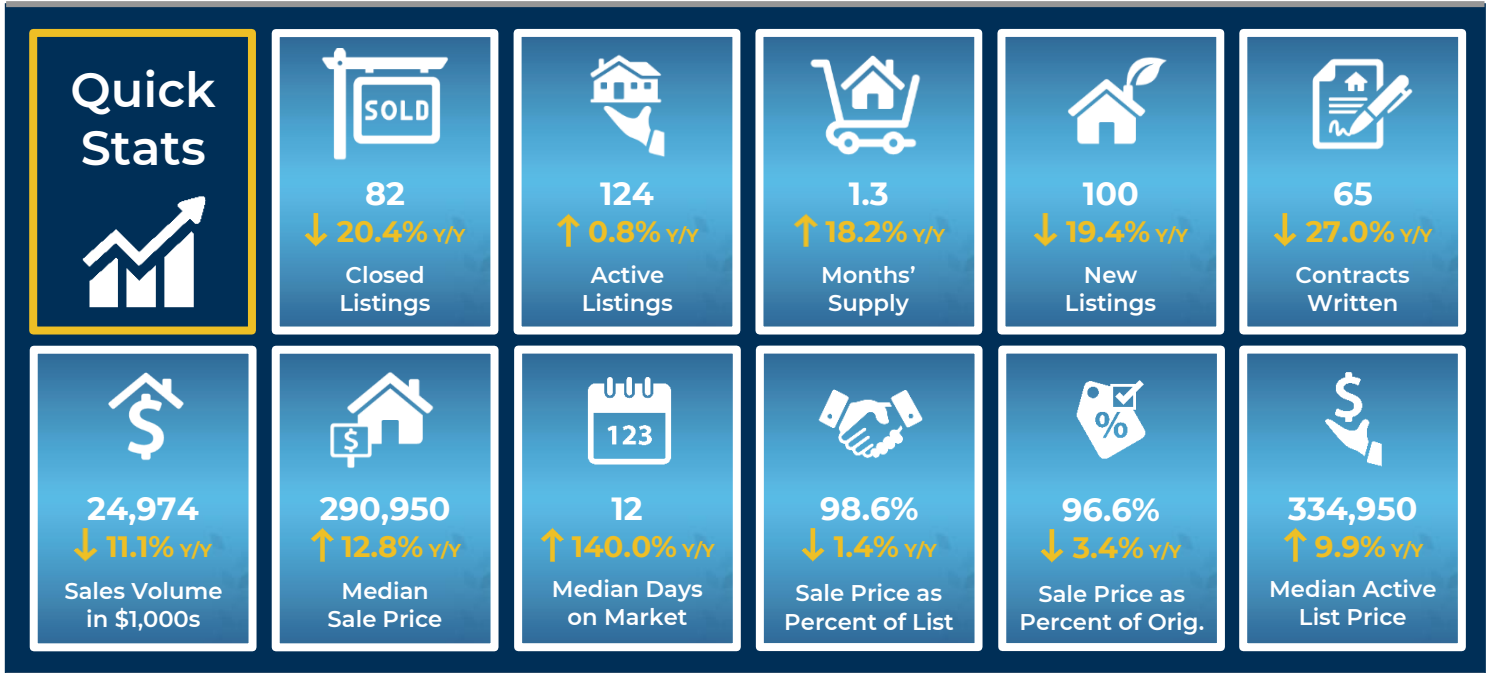 Quick
Stats
SOLD
82
↓ 20.4% Y/Y
Closed
Listings
124
↑ 0.8% Y/Y
Active
Listings
1.3
↑ 18.2% Y/Y
Months’
Supply
100
↓ 19.4% Y/Y
New
Listings
65
↓ 27.0% Y/Y
Contracts
Written
$
24,974
↓ 11.1% Y/Y
Sales Volume
in $1,000s
$
290,950
↑ 12.8% Y/Y
Median
Sale Price
123
12
↑ 140.0% Y/Y
Median Days
on Market
98.6%
↓ 1.4% Y/Y
Sale Price as
Percent of List
%
96.6%
↓ 3.4% Y/Y
Sale Price as
Percent of Orig.
$
334,950
↑ 9.9% Y/Y
Median Active
List Price